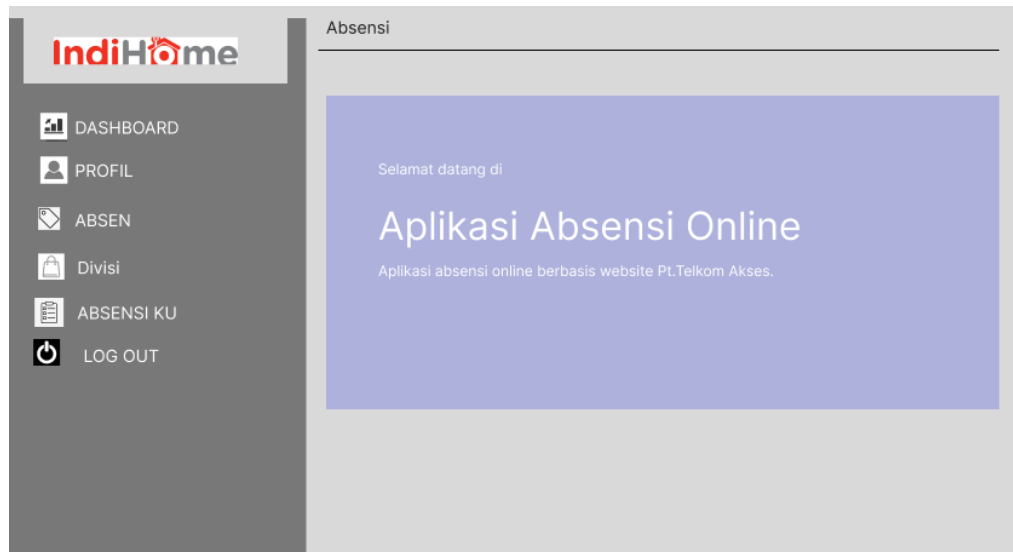 IndiHome
DASHBOARD
PROFIL
ABSEN
Divisi
ABSENSI KU
LOG OUT
Absensi
Selamat datang di
Aplikasi Absensi Online
Aplikasi absensi online berbasis website Pt.Telkom Akses.